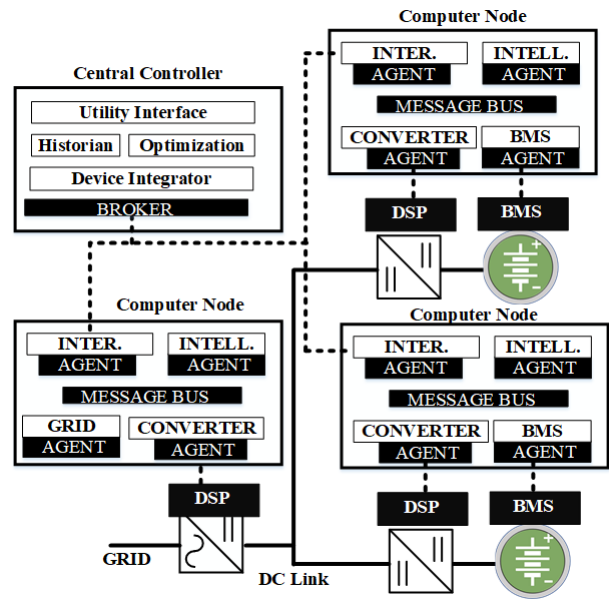 Central Controller
Utility Interface
Historian
Optimization
Device Integrator
BROKER
Computer Node
INTER.
AGENT
INTELL.
AGENT
MESSAGE BUS
CONVERTER
AGENT
BMS
AGENT
DSP
BMS
+
-
Computer Node
INTER.
AGENT
INTELL.
AGENT
MESSAGE BUS
GRID
AGENT
CONVERTER
AGENT
DSP
GRID
DC Link
Computer Node
INTER.
AGENT
INTELL.
AGENT
MESSAGE BUS
CONVERTER
AGENT
BMS
AGENT
DSP
BMS
+
-